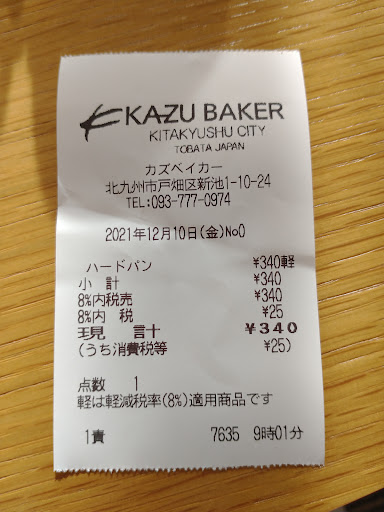 KAZU BAKER
KITAKYUSHU CITY
TOBATA JAPAN
カズベイカー
北九州市戸畑区新池1-10-24
TEL:093-777-0974
2021年12月10日(金)No0
ハードパン ¥340軽
小 計 ¥340
8%内税売 ¥340
8%内 税 ¥25
現 計 ¥340
(うち消費税等 ¥25)
点数 1
軽は軽減税率(8%)適用商品です
1責 7635 9時01分